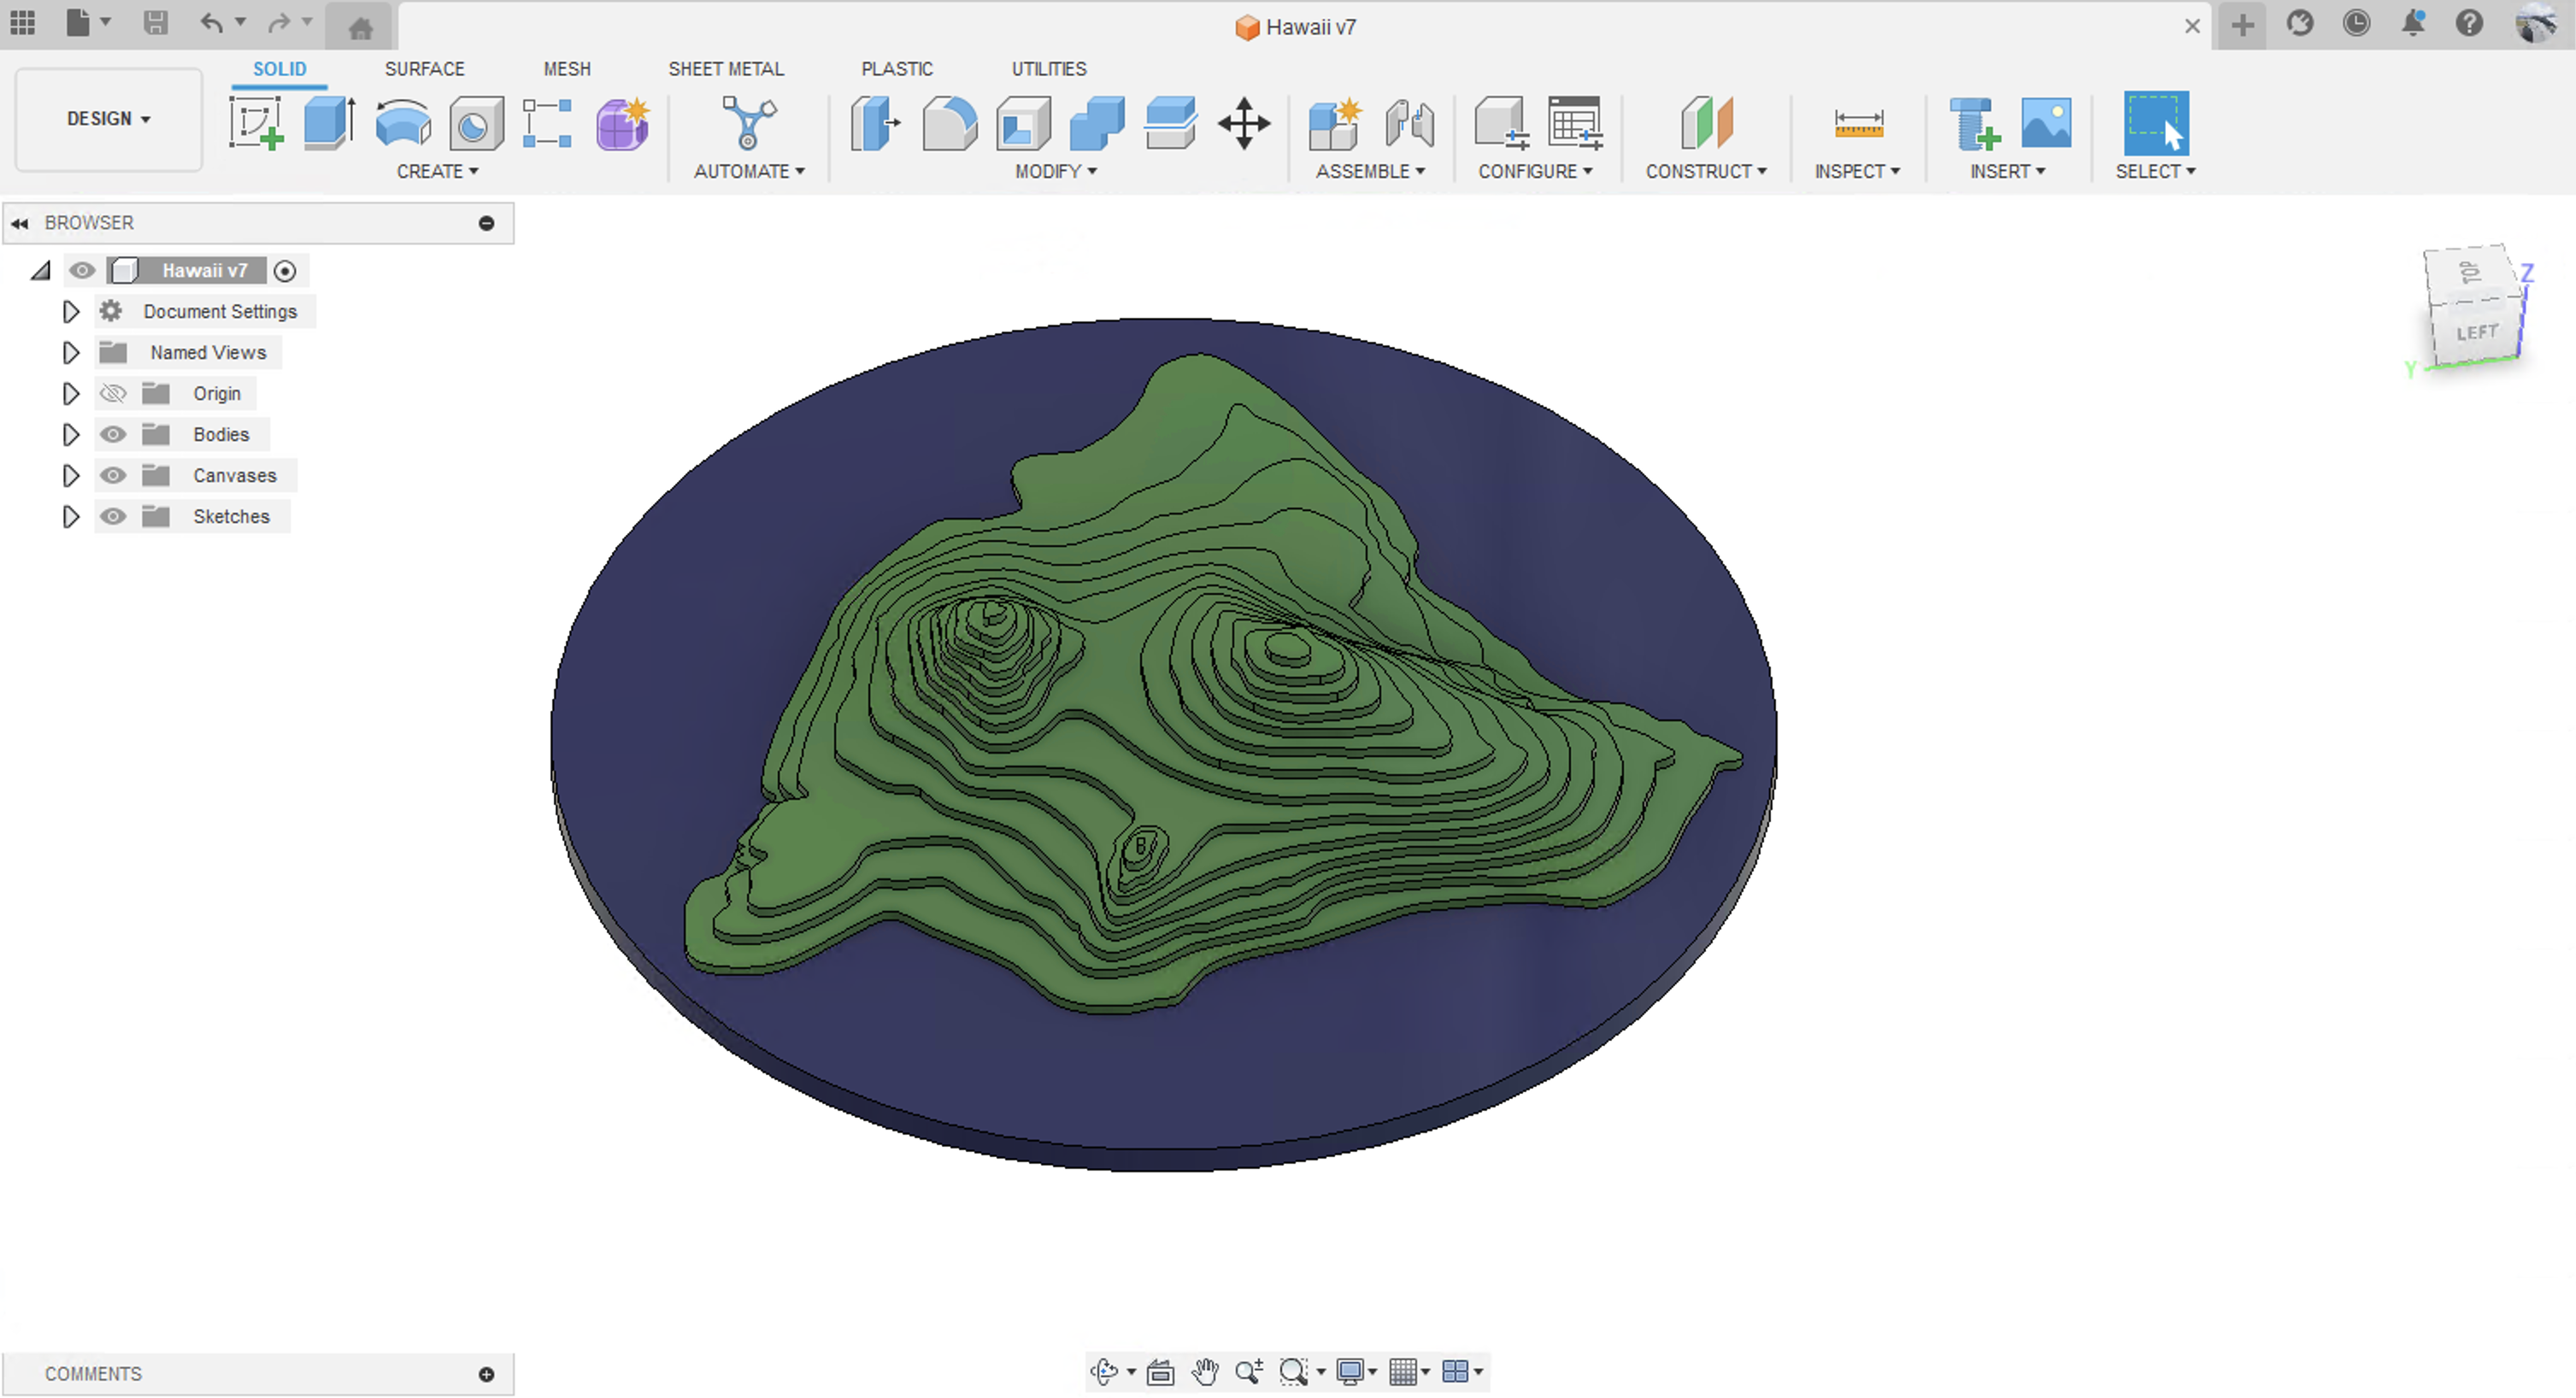 Hawaii v7
SOLID
SURFACE
MESH
SHEET METAL
PLASTIC
UTILITIES
DESIGN
CREATE
AUTOMATE
MODIFY
ASSEMBLE
CONFIGURE
CONSTRUCT
INSPECT
INSERT
SELECT
BROWSER
Hawaii v7
Document Settings
Named Views
Origin
Bodies
Canvases
Sketches
TOP
LEFT
Z
Y
COMMENTS